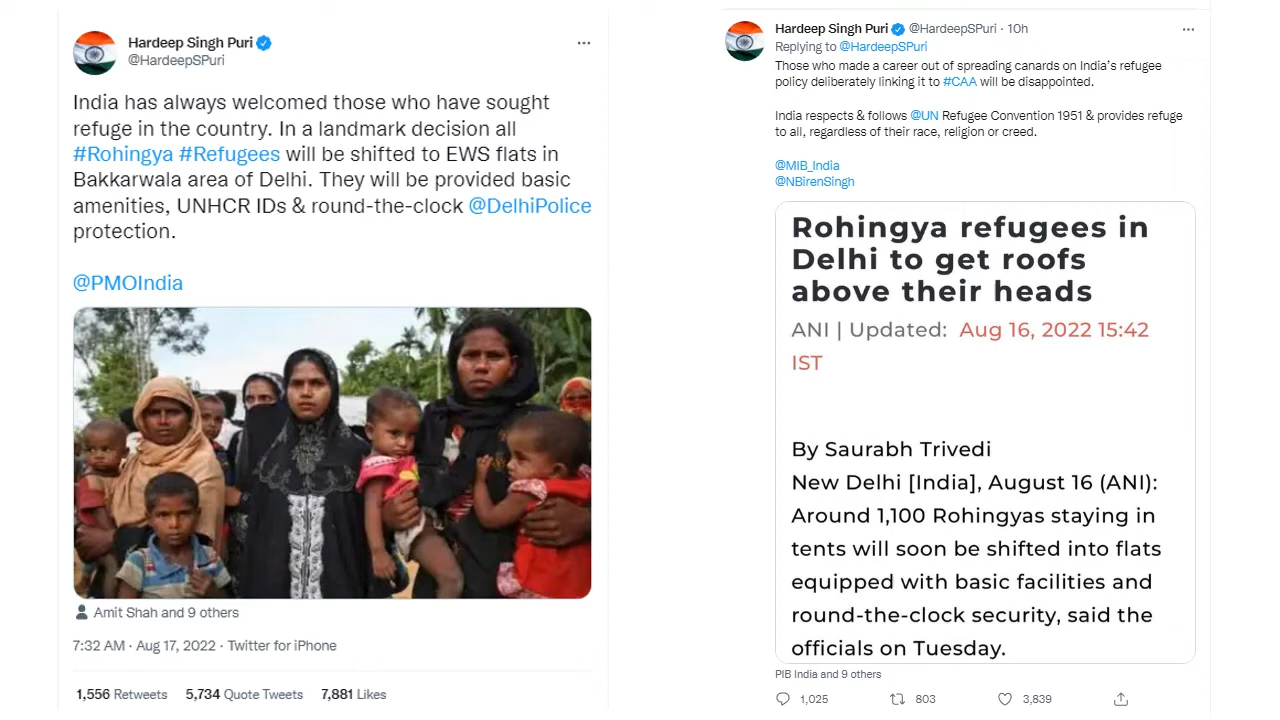 Hardeep Singh Puri
@HardeepSPuri
India has always welcomed those who have sought
refuge in the country. In a landmark decision all
#Rohingya #Refugees will be shifted to EWS flats in
Bakkarwala area of Delhi. They will be provided basic
amenities, UNHCR IDs & round-the-clock @DelhiPolice
protection.
@PMOIndia
Amit Shah and 9 others
7:32 AM · Aug 17, 2022 · Twitter for iPhone
1,556 Retweets 5,734 Quote Tweets 7,881 Likes
Hardeep Singh Puri @HardeepSPuri · 10h
Replying to @HardeepSPuri
Those who made a career out of spreading canards on India's refugee
policy deliberately linking it to #CAA will be disappointed.
India respects & follows @UN Refugee Convention 1951 & provides refuge
to all, regardless of their race, religion or creed.
@MIB_India
@NBirenSingh
Rohingya refugees in
Delhi to get roofs
above their heads
ANI | Updated: Aug 16, 2022 15:42
IST
By Saurabh Trivedi
New Delhi [India], August 16 (ANI):
Around 1,100 Rohingyas staying in
tents will soon be shifted into flats
equipped with basic facilities and
round-the-clock security, said the
officials on Tuesday.
PIB India and 9 others
1,025 803 3,839